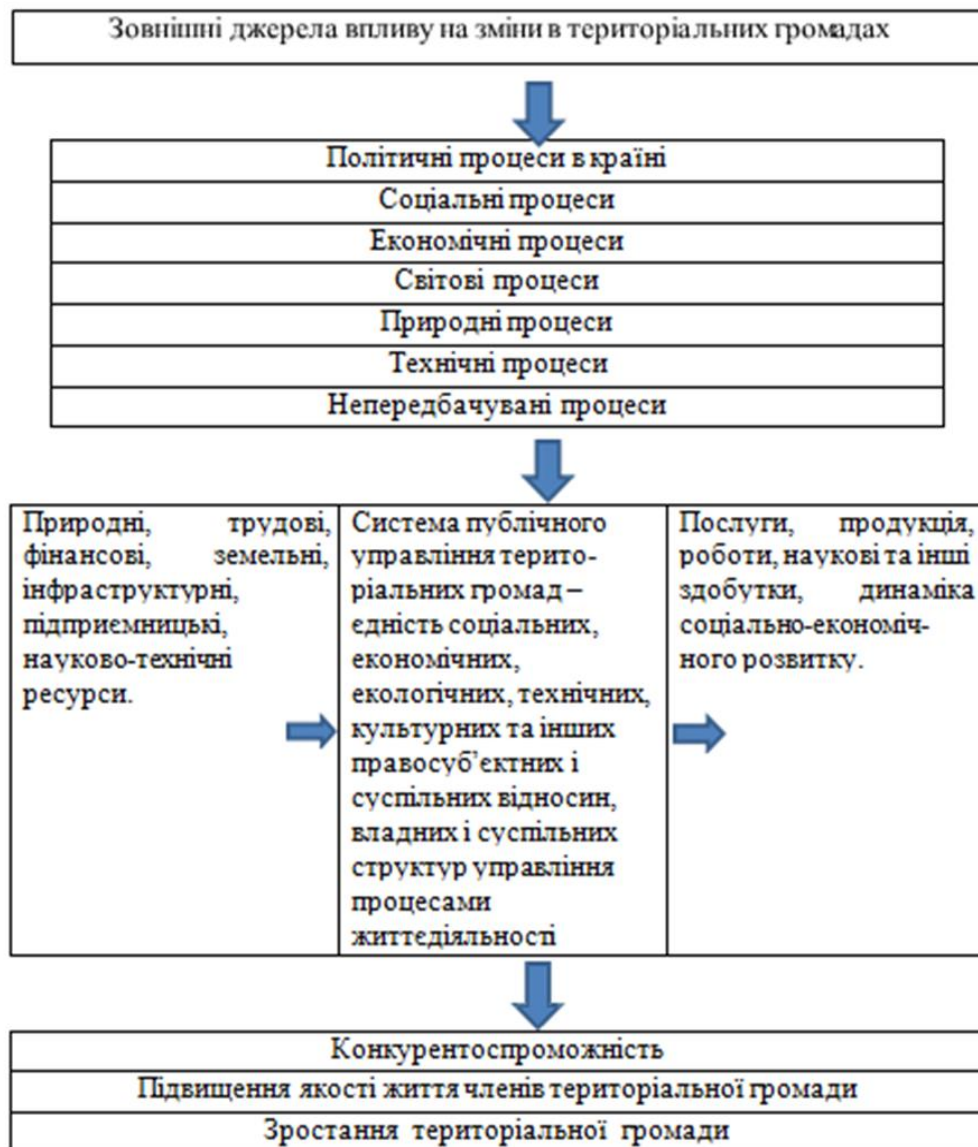 Зовнішні джерела впливу на зміни в територіальних громадах
Політичні процеси в країні
Соціальні процеси
Економічні процеси
Світові процеси
Природні процеси
Технічні процеси
Непередбачувані процеси
Природні, трудові,
фінансові, земельні,
інфраструктурні,
підприємницькі,
науково-технічні
ресурси.
Система публічного
управління терито-
ріальних громад –
єдність соціальних,
економічних,
екологічних, технічних,
культурних та інших
правосуб’єктних і
суспільних відносин,
владних і суспільних
структур управління
процесами
життєдіяльності
Послуги, продукція,
роботи, наукові та інші
здобутки, динаміка
соціально-економіч-
ного розвитку.
Конкурентоспроможність
Підвищення якості життя членів територіальної громади
Зростання територіальної громади